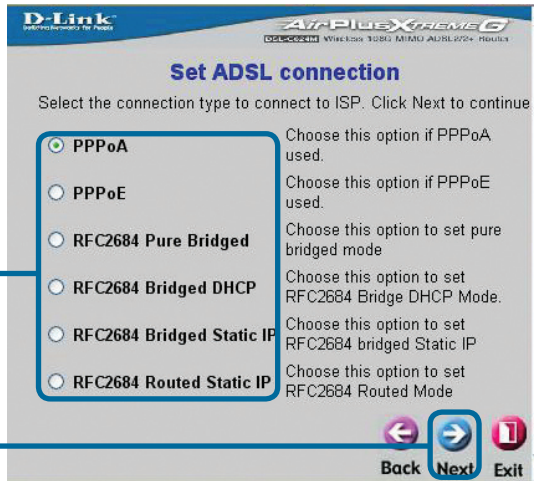 D-Link
Building Networks for People
AirPlusXTREMEG
DSL-G624M Wireless 108G MIMO ADSL2/2+ Router
Set ADSL connection
Select the connection type to connect to ISP. Click Next to continue
PPPoA
Choose this option if PPPoA
used.
PPPoE
Choose this option if PPPoE
used.
RFC2684 Pure Bridged
Choose this option to set pure
bridged mode
RFC2684 Bridged DHCP
Choose this option to set
RFC2684 Bridge DHCP Mode.
RFC2684 Bridged Static IP
Choose this option to set
RFC2684 bridged Static IP
RFC2684 Routed Static IP
Choose this option to set
RFC2684 Routed Mode
Back Next Exit